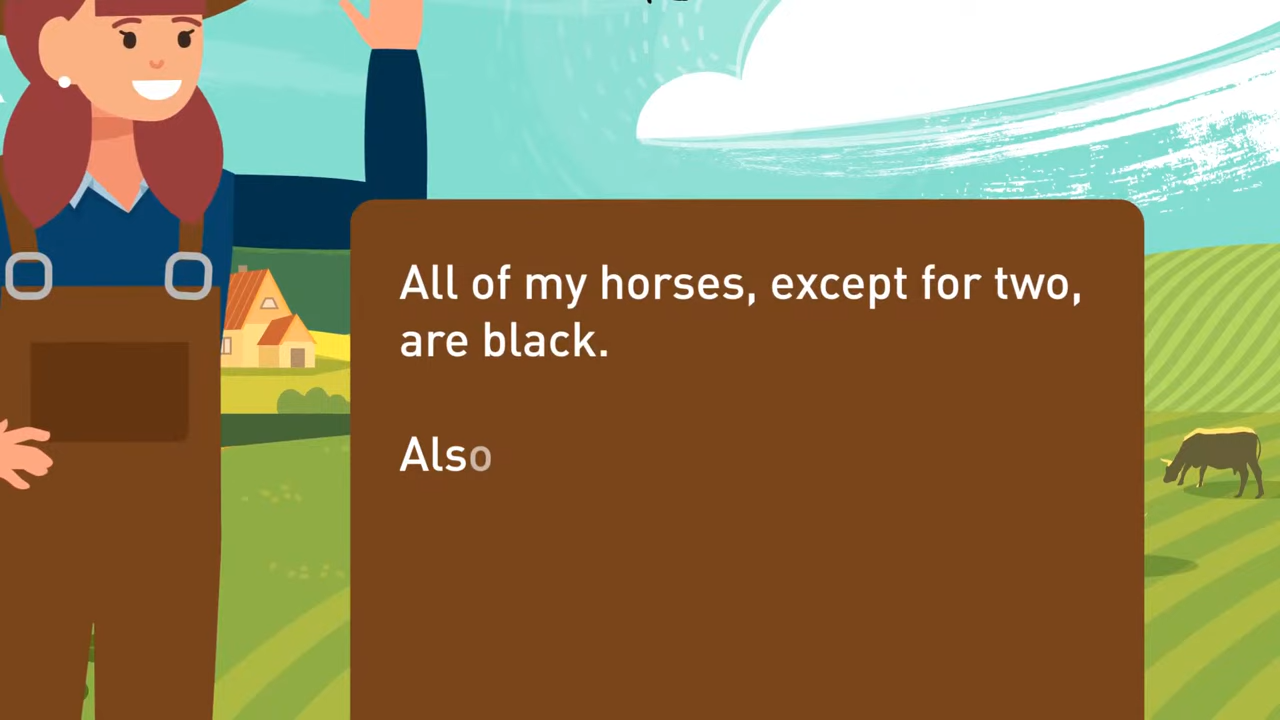 All of my horses, except for two,
are black.
Also